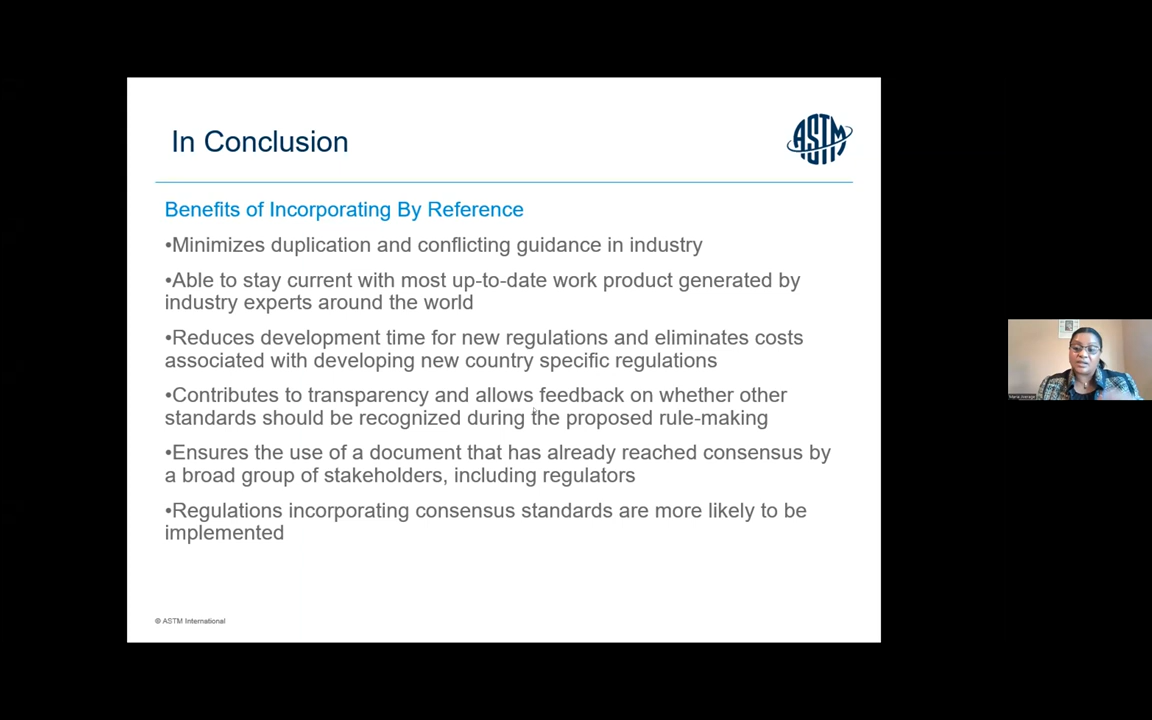 In Conclusion
ASTM
Benefits of Incorporating By Reference
•Minimizes duplication and conflicting guidance in industry
•Able to stay current with most up-to-date work product generated by
industry experts around the world
•Reduces development time for new regulations and eliminates costs
associated with developing new country specific regulations
•Contributes to transparency and allows feedback on whether other
standards should be recognized during the proposed rule-making
•Ensures the use of a document that has already reached consensus by
a broad group of stakeholders, including regulators
•Regulations incorporating consensus standards are more likely to be
implemented
© ASTM International